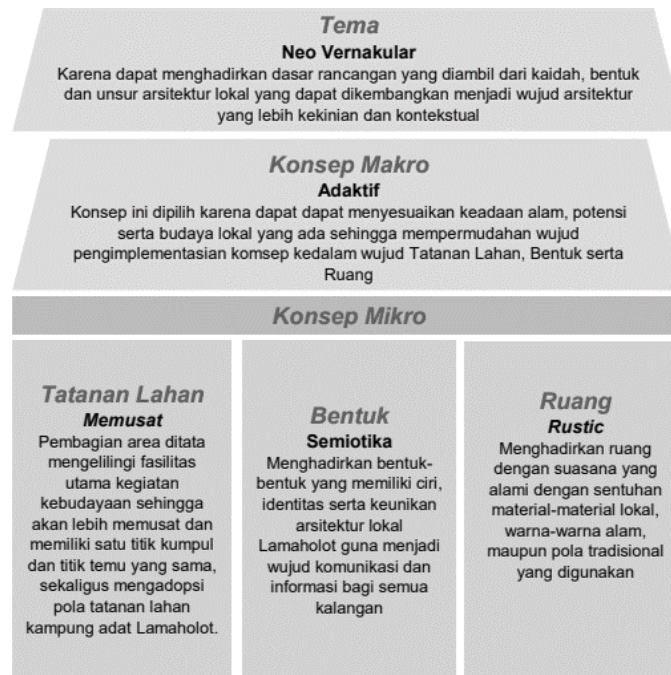 Tema
Neo Vernakular
Karena dapat menghadirkan dasar rancangan yang diambil dari kaidah, bentuk
dan unsur arsitektur lokal yang dapat dikembangkan menjadi wujud arsitektur
yang lebih kekinian dan kontekstual
Konsep Makro
Adaktif
Konsep ini dipilih karena dapat dapat menyesuaikan keadaan alam, potensi
serta budaya lokal yang ada sehingga mempermudahan wujud
pengimplementasian komsep kedalam wujud Tatanan Lahan, Bentuk serta
Ruang
Konsep Mikro
Tatanan Lahan
Memusat
Pembagian area ditata
mengelilingi fasilitas
utama kegiatan
kebudayaan sehingga
akan lebih memusat dan
memiliki satu titik kumpul
dan titik temu yang sama,
sekaligus mengadopsi
pola tatanan lahan
kampung adat Lamaholot.
Bentuk
Semiotika
Menghadirkan bentuk-
bentuk yang memiliki ciri,
identitas serta keunikan
arsitektur lokal
Lamaholot guna menjadi
wujud komunikasi dan
informasi bagi semua
kalangan
Ruang
Rustic
Menghadirkan ruang
dengan suasana yang
alami dengan sentuhan
material-material lokal,
warna-warna alam,
maupun pola tradisional
yang digunakan